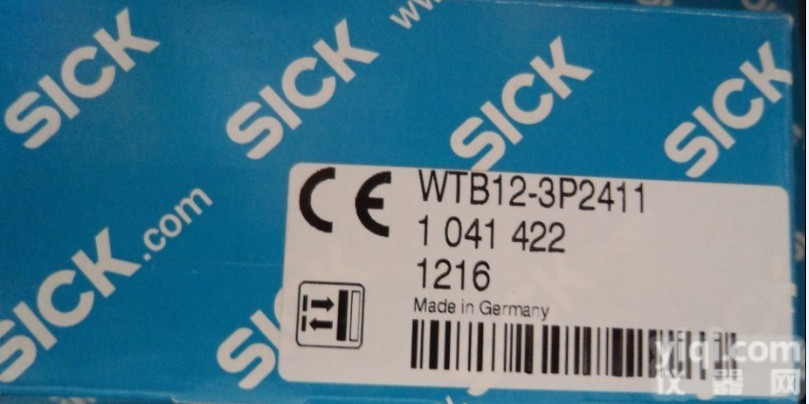 SICK
SICK
SICK
SICK
SICK.com
WTB12-3P2411
1 041 422
1216
Made in Germany
CE
yiqi.com
仪器网